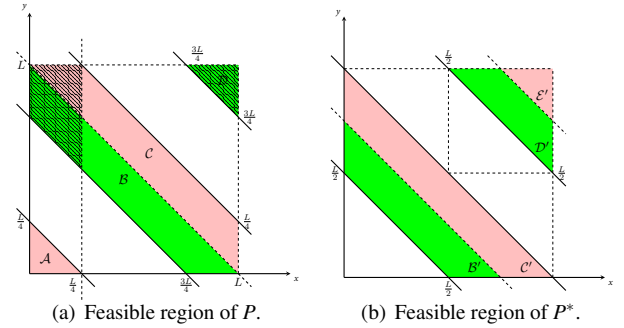 y
y
L
3L/4
L/2
D
3L/4
E′
D′
C
B
L/2
L/2
L/4
L/4
A
B′
C′
L/4
3L/4
L
x
L/2
x
(a) Feasible region of P.
(b) Feasible region of P*.